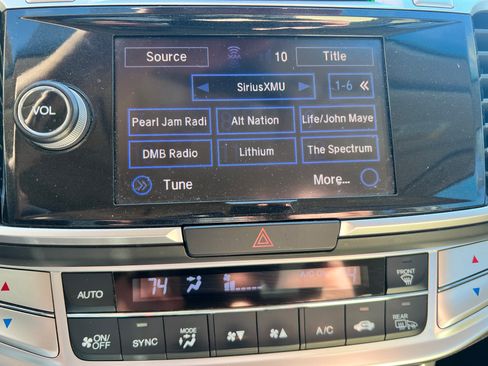 Source XM 10 Title
SiriusXMU 1-6
VOL
Pearl Jam Radi Alt Nation Life/John Maye
DMB Radio Lithium The Spectrum
Tune More...
74 A/C
AUTO FRONT
ON/OFF SYNC MODE A/C REAR